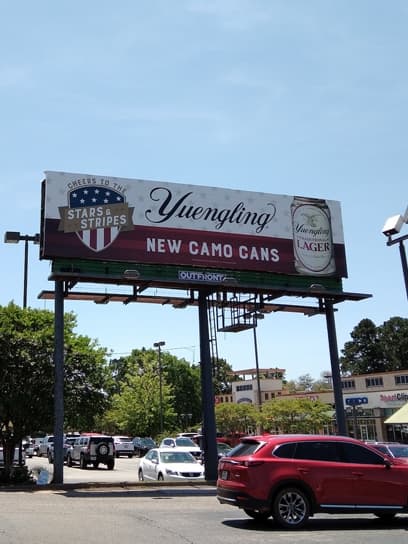 CHEERS TO THE
STARS &
STRIPES
Yuengling
NEW CAMO CANS
Yuengling
LAGER
OUTFRONT/